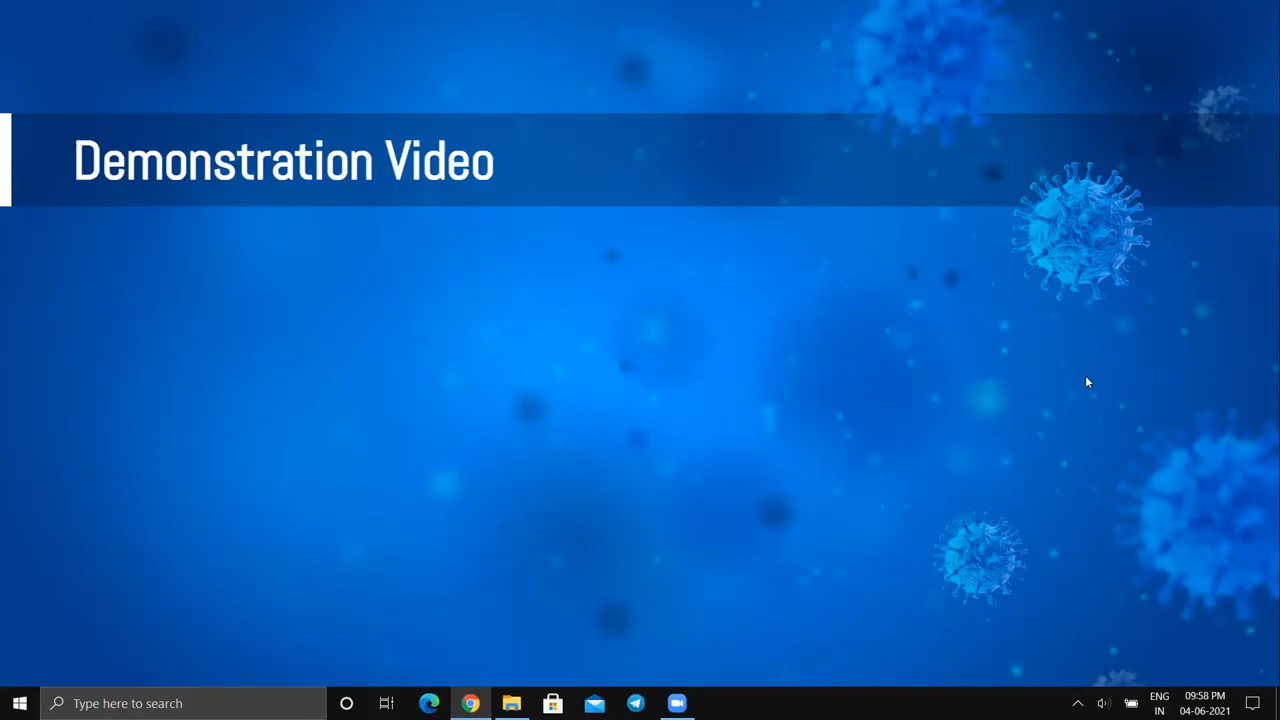 Demonstration Video
Type here to search
ENG
IN
09:58 PM
04-06-2021